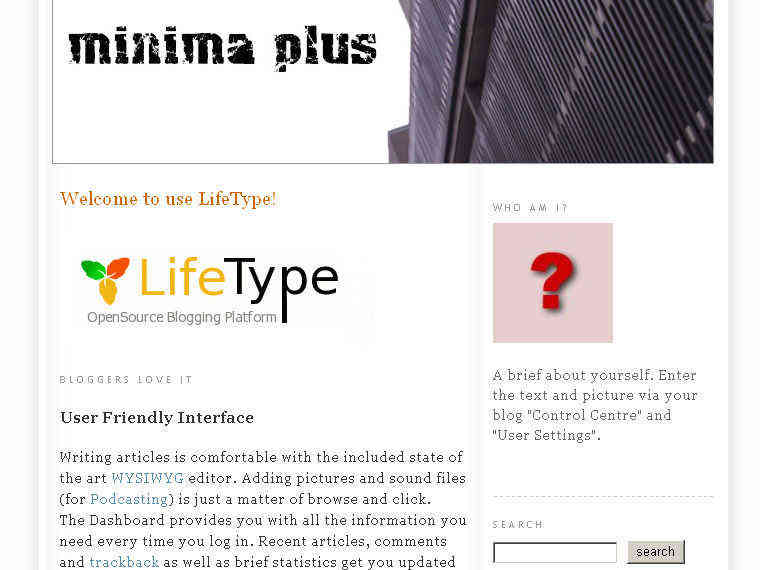 minima plus
Welcome to use LifeType!
LifeType
OpenSource Blogging Platform
BLOGGERS LOVE IT
User Friendly Interface
Writing articles is comfortable with the included state of
the art WYSIWYG editor. Adding pictures and sound files
(for Podcasting) is just a matter of browse and click.
The Dashboard provides you with all the information you
need every time you log in. Recent articles, comments
and trackback as well as brief statistics get you updated
WHO AM I?
?
A brief about yourself. Enter
the text and picture via your
blog "Control Centre" and
"User Settings".
SEARCH
search